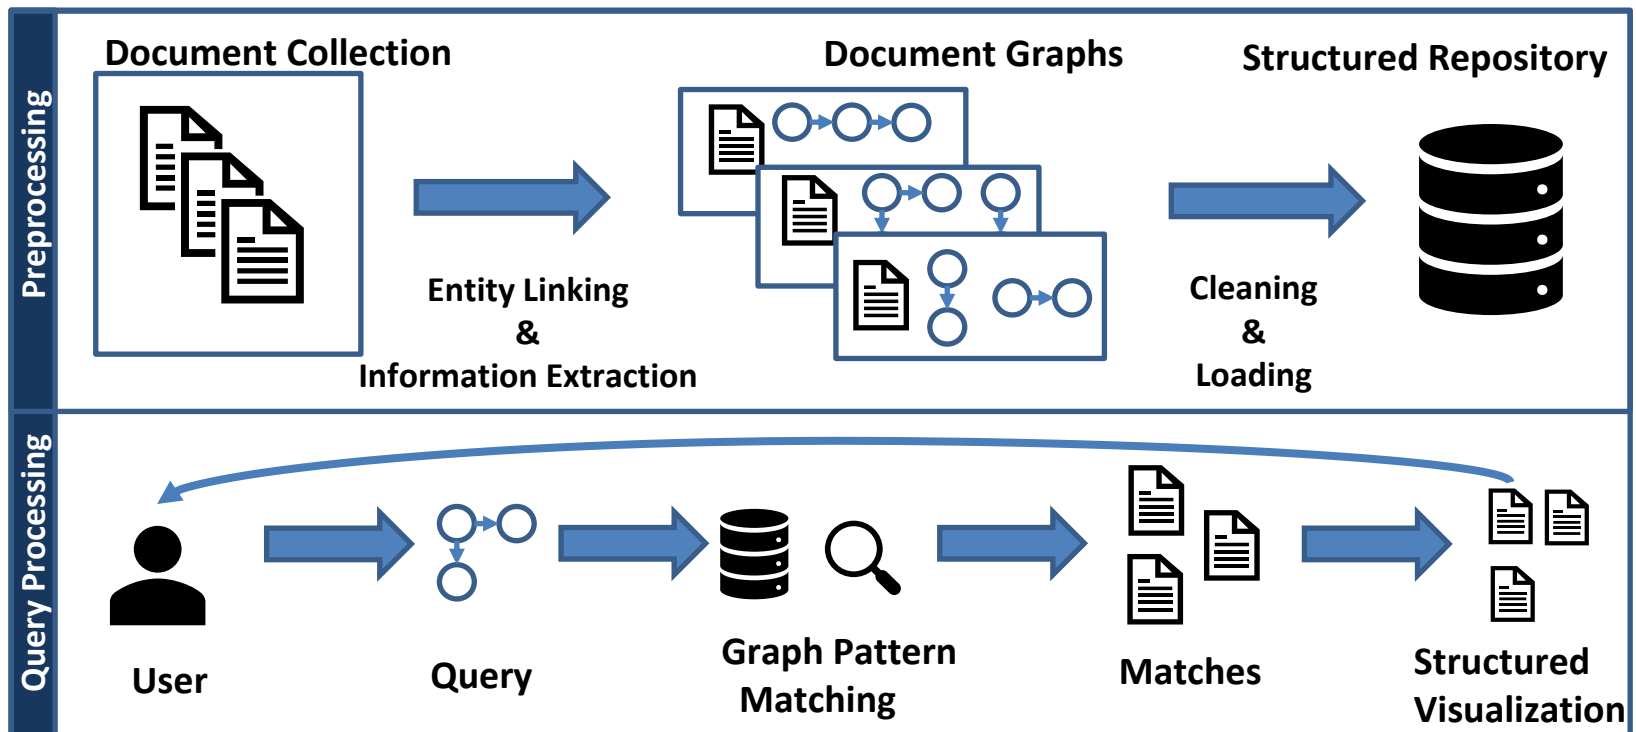 Preprocessing
Document Collection
Document Graphs
Structured Repository
Entity Linking
&
Information Extraction
Cleaning
&
Loading
Query Processing
User
Query
Graph Pattern
Matching
Matches
Structured
Visualization